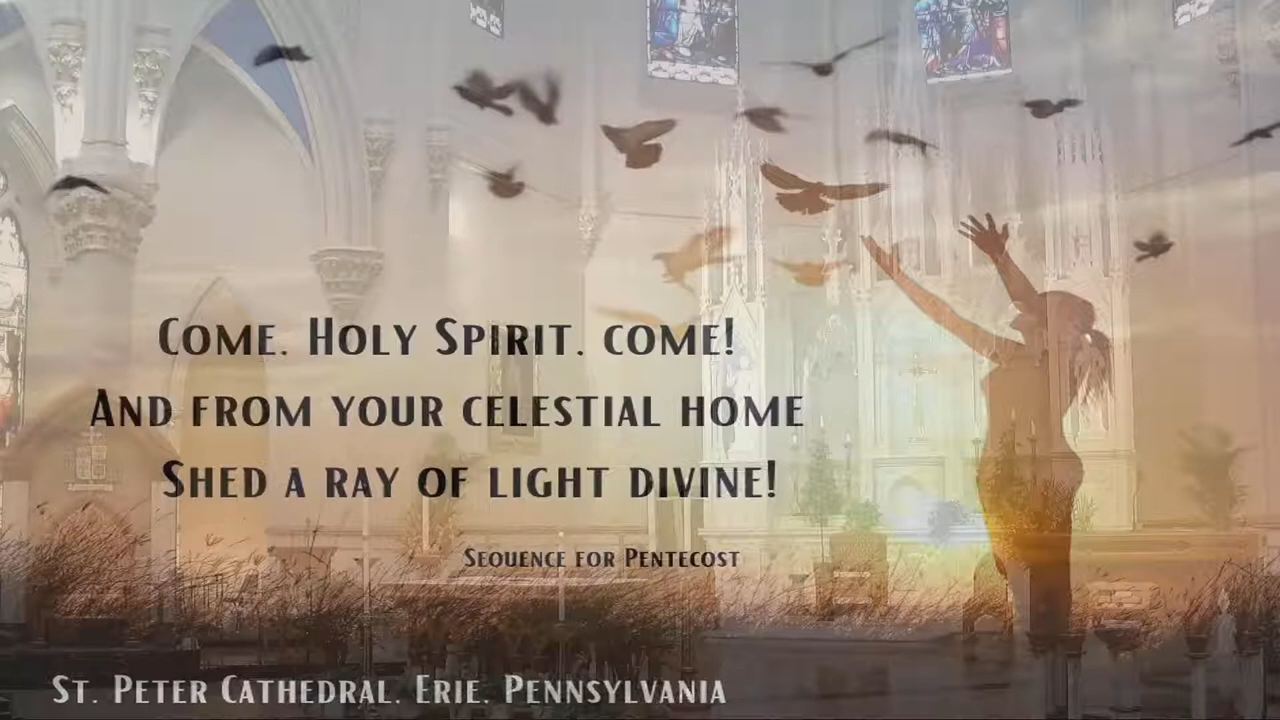 Come, Holy Spirit, come!
And from your celestial home
Shed a ray of light divine!
Sequence for Pentecost
St. Peter Cathedral, Erie, Pennsylvania